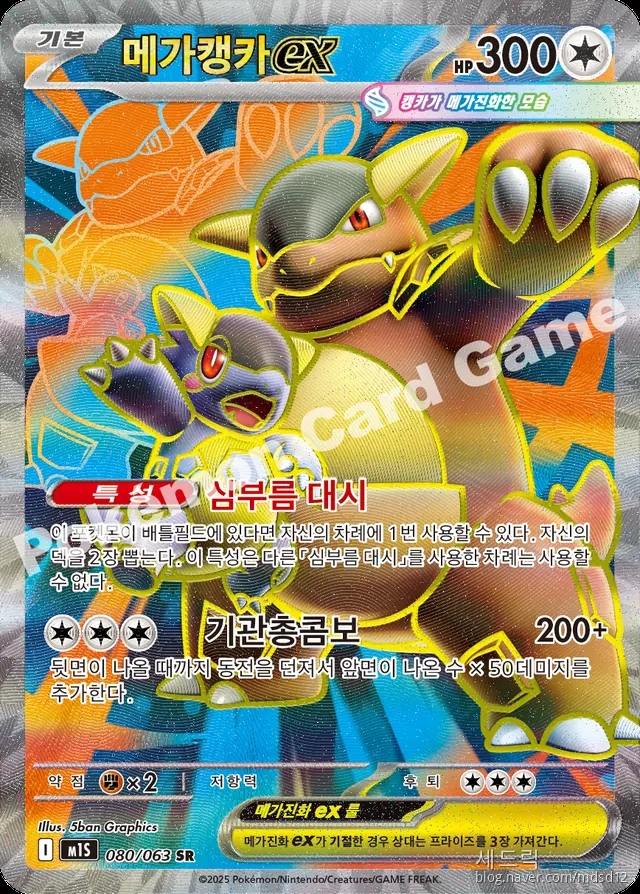 기본
메가캥카ex
HP 300
캥카가 메가진화한 모습
Pokémon Card Game
특성 심부름 대시
이 포켓몬이 배틀필드에 있다면 자신의 차례에 1번 사용할 수 있다. 자신의
덱을 2장 뽑는다. 이 특성은 다른 「심부름 대시」를 사용한 차례는 사용할
수 없다.
기관총콤보 200+
뒷면이 나올 때까지 동전을 던져서 앞면이 나온 수 × 50데미지를
추가한다.
약점 ×2 저항력 후퇴
메가진화 ex 룰
메가진화 ex가 기절한 경우 상대는 프라이즈를 3장 가져간다.
Illus. 5ban Graphics
I M1S 080/063 SR
©2025 Pokémon/Nintendo/Creatures/GAME FREAK.
세드릭
blog.naver.com/mdsd12